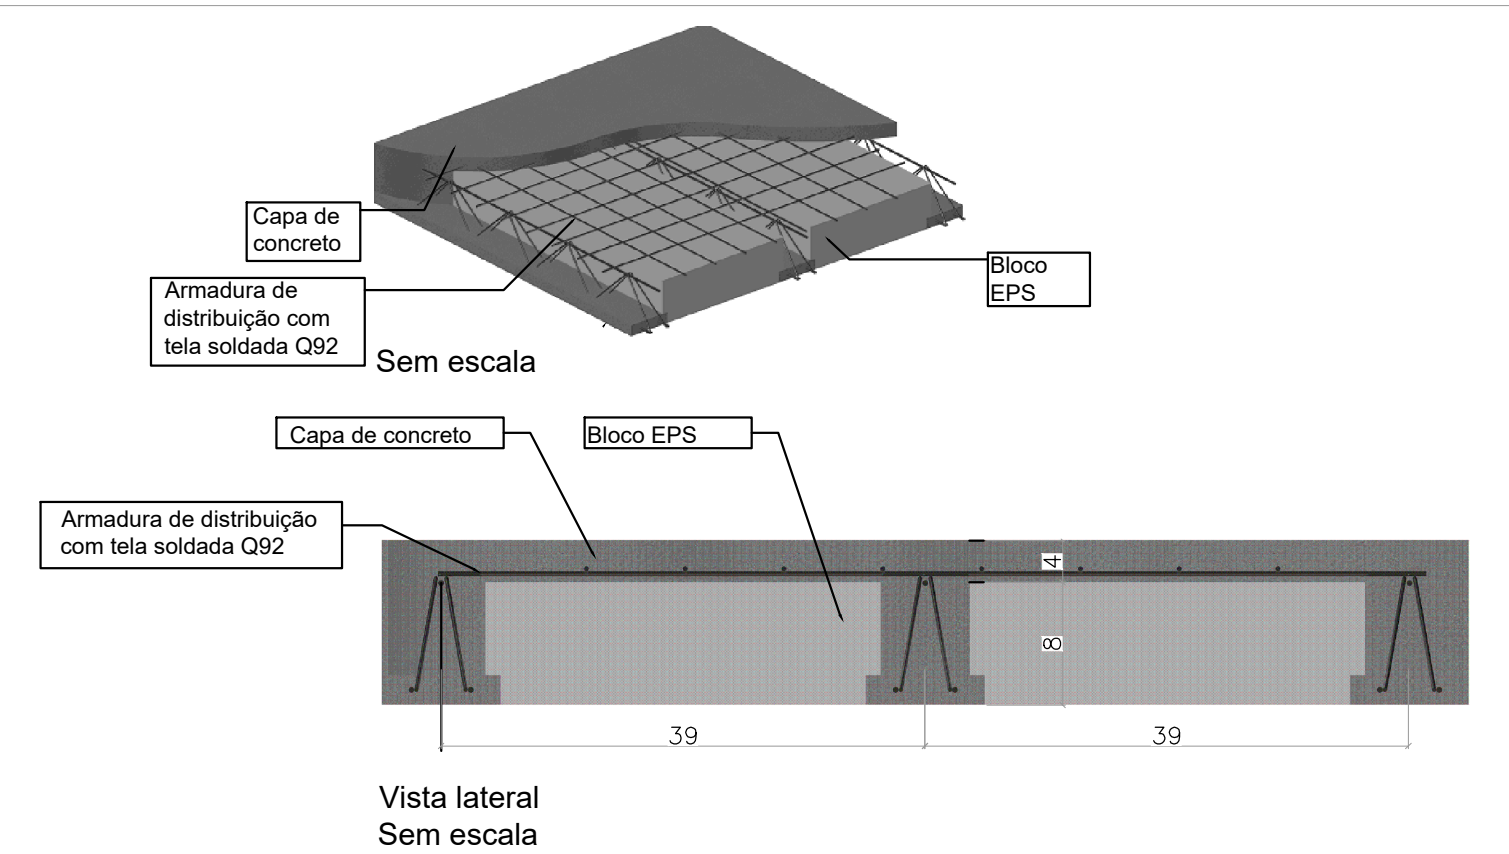 Capa de
concreto
Armadura de
distribuição com
tela soldada Q92
Bloco
EPS
Sem escala
Capa de concreto
Bloco EPS
Armadura de distribuição
com tela soldada Q92
4
8
39
39
Vista lateral
Sem escala